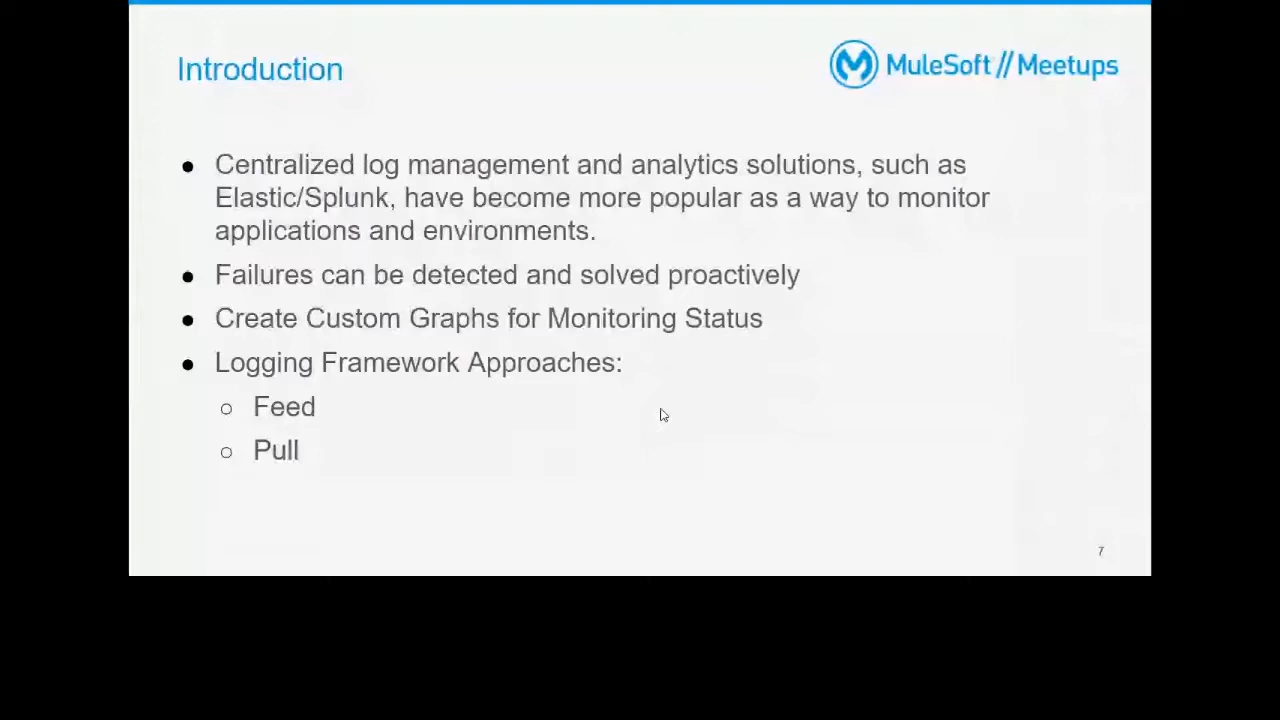 Introduction
MuleSoft // Meetups
● Centralized log management and analytics solutions, such as
Elastic/Splunk, have become more popular as a way to monitor
applications and environments.
● Failures can be detected and solved proactively
● Create Custom Graphs for Monitoring Status
● Logging Framework Approaches:
○ Feed
○ Pull
7